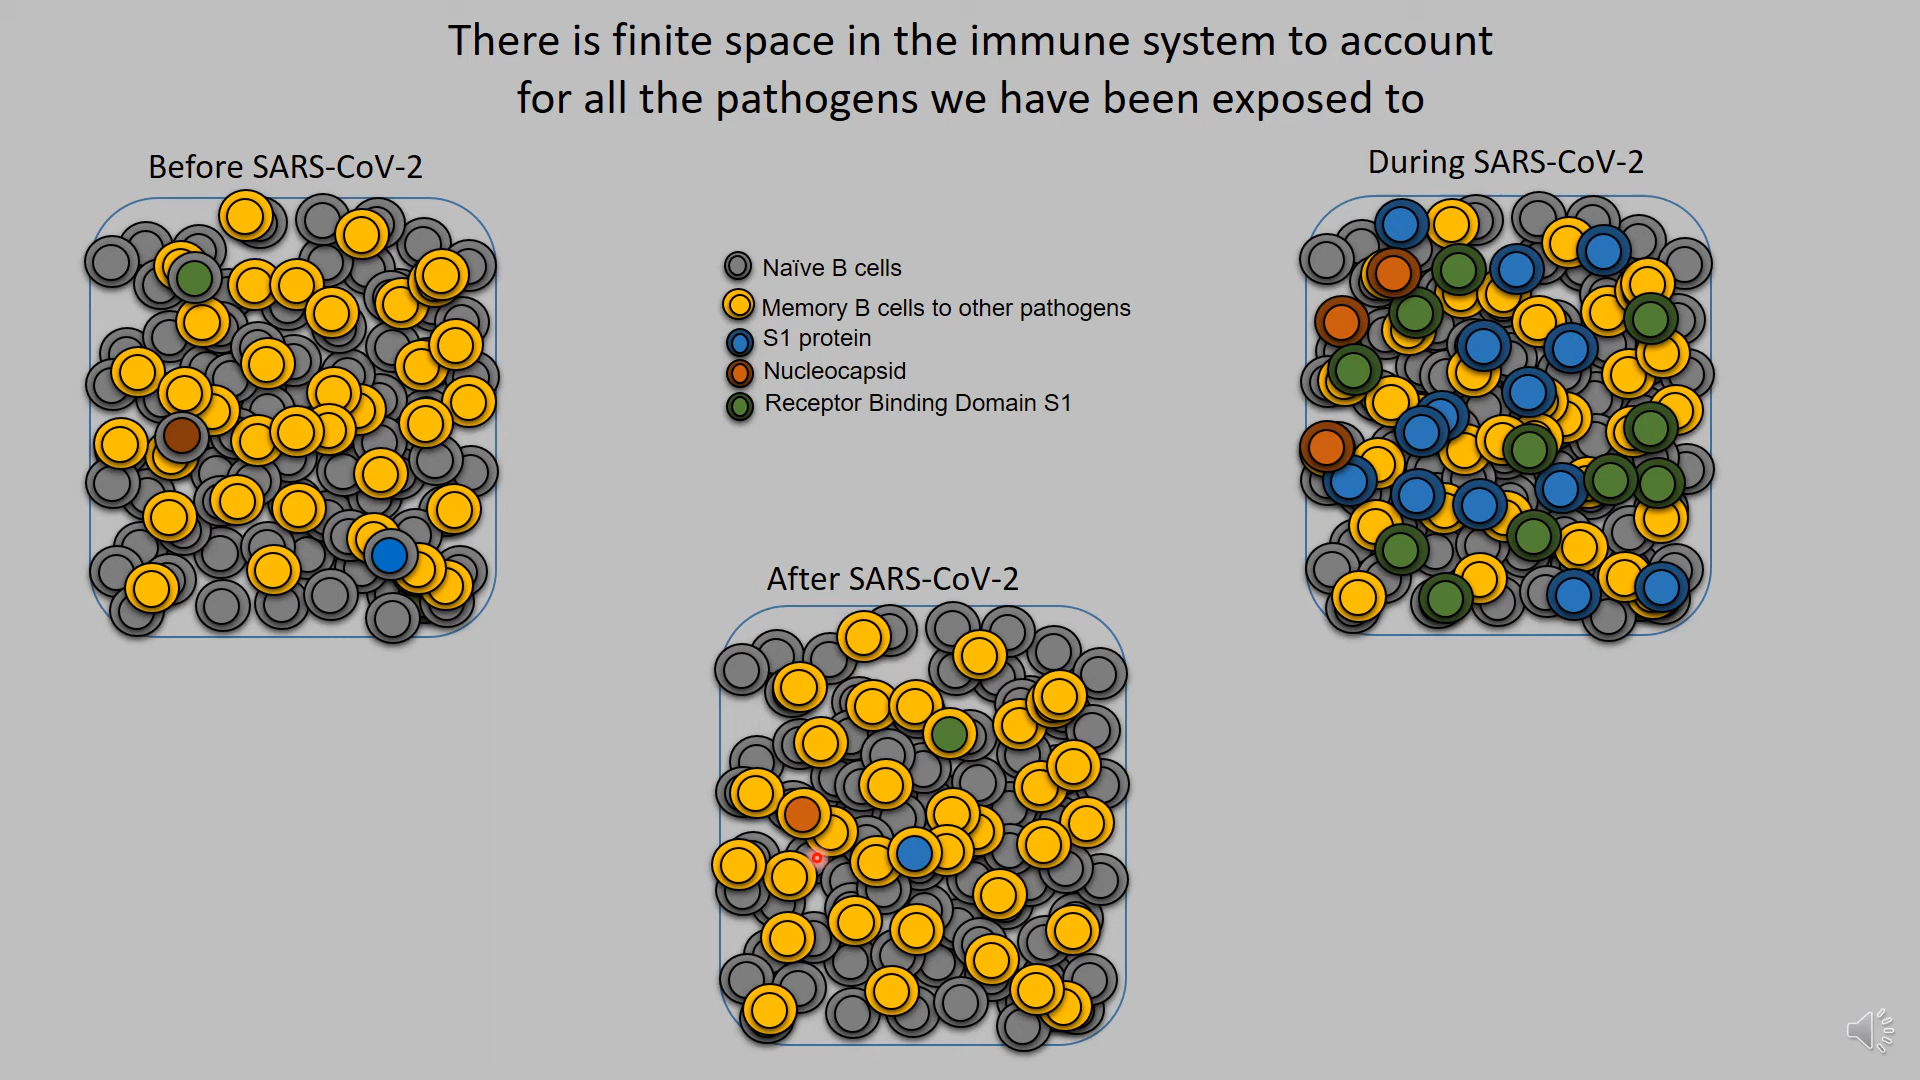 There is finite space in the immune system to account
for all the pathogens we have been exposed to
Before SARS-CoV-2
During SARS-CoV-2
Naïve B cells
Memory B cells to other pathogens
S1 protein
Nucleocapsid
Receptor Binding Domain S1
After SARS-CoV-2